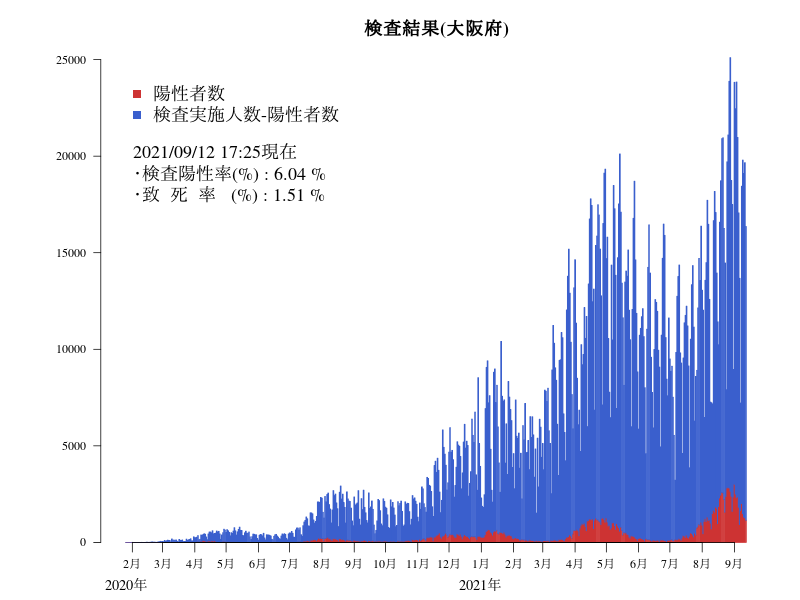 検査結果(大阪府)
陽性者数
検査実施人数-陽性者数
2021/09/12 17:25現在
・検査陽性率(%) : 6.04 %
・致 死 率 (%) : 1.51 %
25000
20000
15000
10000
5000
0
2月 3月 4月 5月 6月 7月 8月 9月 10月 11月 12月 1月 2月 3月 4月 5月 6月 7月 8月 9月
2020年 2021年